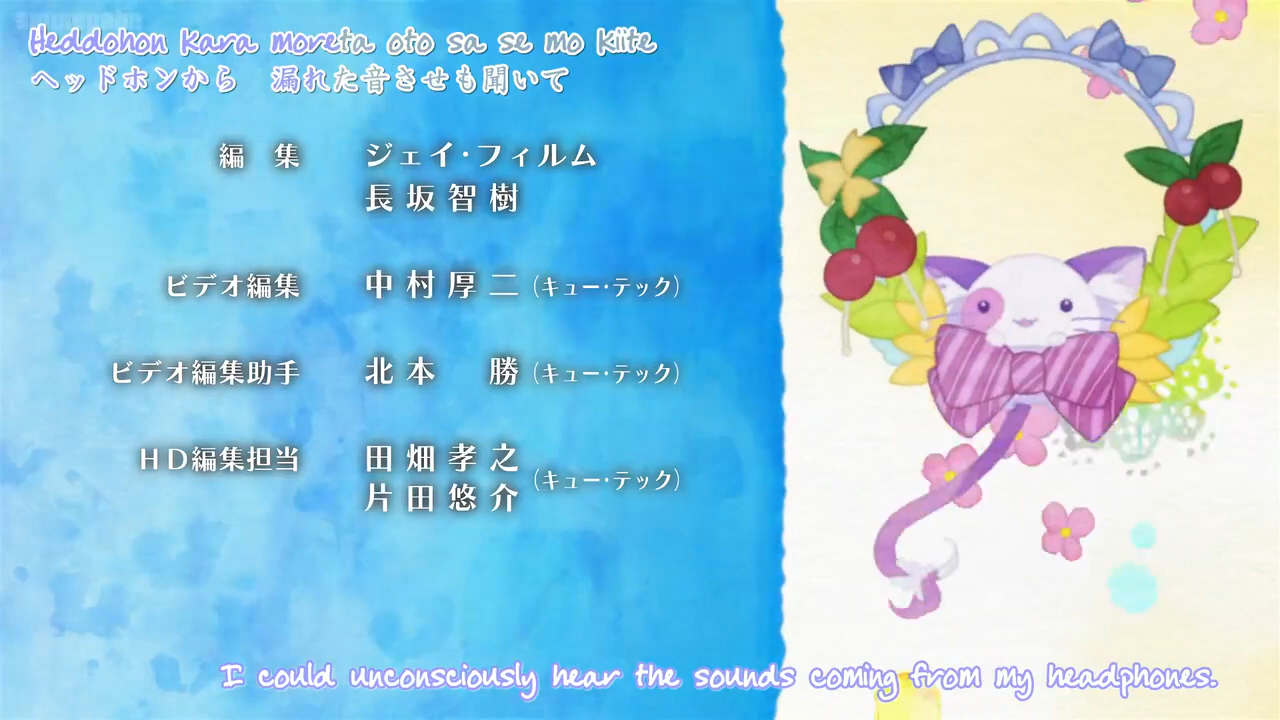 Heddohon kara moreta oto sa se mo kiite
ヘッドホンから 漏れた音させも聞いて
編 集 ジェイ・フィルム
長坂智樹
ビデオ編集 中村厚二(キュー・テック)
ビデオ編集助手 北本 勝(キュー・テック)
HD編集担当 田畑孝之
片田悠介
(キュー・テック)
I could unconsciously hear the sounds coming from my headphones.